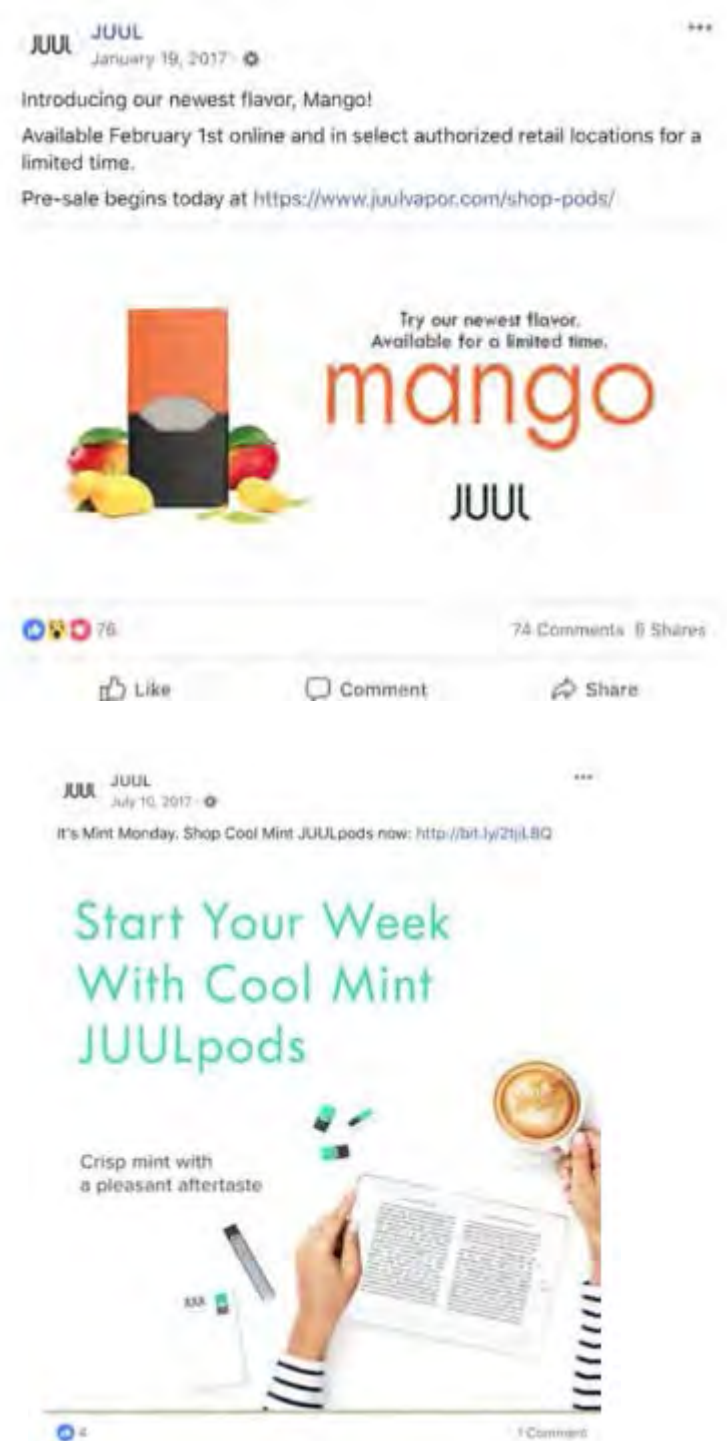 JUUL
JUUL
January 19, 2017
Introducing our newest flavor, Mango!
Available February 1st online and in select authorized retail locations for a
limited time.
Pre-sale begins today at https://www.juulvapor.com/shop-pods/
Try our newest flavor.
Available for a limited time.
mango
JUUL
76
74 Comments 6 Shares
Like Comment Share
JUUL
JUUL
July 10, 2017
It's Mint Monday. Shop Cool Mint JUULpods now:
Start Your Week
With Cool Mint
JUULpods
Crisp mint with
a pleasant aftertaste
JUUL
4
1 Comment